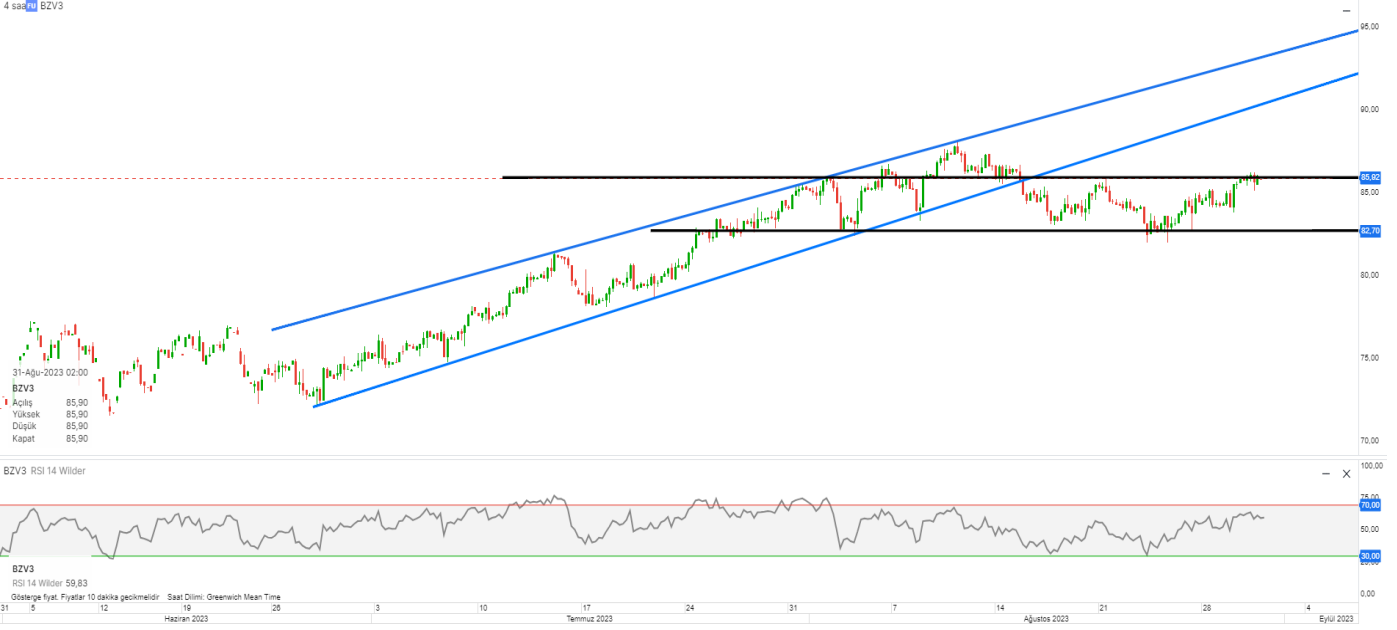 4 saa FU BZV3
95,00
90,00
85,92
85,00
82,70
80,00
75,00
70,00
31-Ağu-2023 02:00
BZV3
Açılış 85,90
Yüksek 85,90
Düşük 85,90
Kapat 85,90
BZV3 RSI 14 Wilder
100,00
75,00
70,00
50,00
30,00
25,00
0,00
BZV3
RSI 14 Wilder 59,83
Gösterge fiyat. Fiyatlar 10 dakika gecikmelidir Saat Dilimi: Greenwich Mean Time
31 5 12 19 26 3 10 17 24 31 7 14 21 28 4
Haziran 2023 Temmuz 2023 Ağustos 2023 Eylül 2023